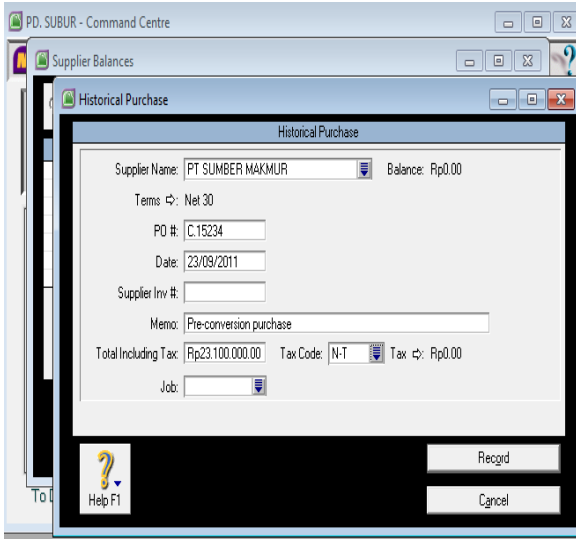 PD. SUBUR - Command Centre
Supplier Balances
Historical Purchase
Historical Purchase
Supplier Name: PT SUMBER MAKMUR Balance: Rp0.00
Terms ⇨: Net 30
PO #: C.15234
Date: 23/09/2011
Supplier Inv #:
Memo: Pre-conversion purchase
Total Including Tax: Rp23.100.000.00 Tax Code: N-T Tax ⇨: Rp0.00
Job:
Record
Help F1
Cancel